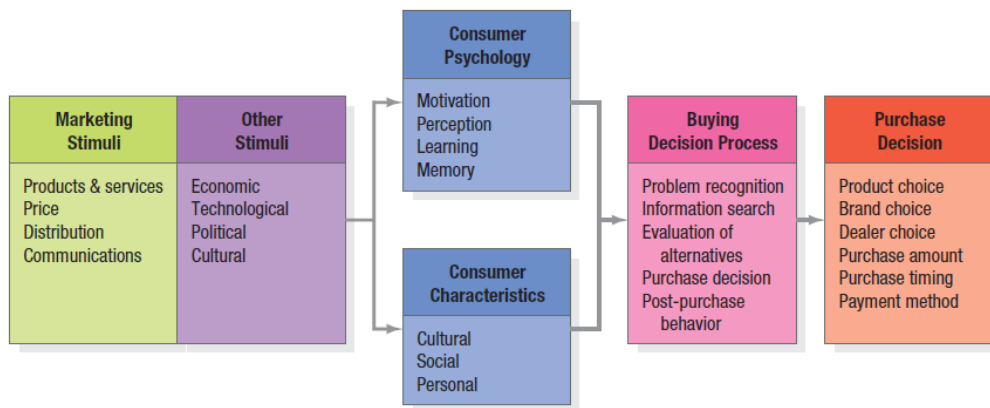 Marketing
Stimuli
Products & services
Price
Distribution
Communications
Other
Stimuli
Economic
Technological
Political
Cultural
Consumer
Psychology
Motivation
Perception
Learning
Memory
Consumer
Characteristics
Cultural
Social
Personal
Buying
Decision Process
Problem recognition
Information search
Evaluation of
alternatives
Purchase decision
Post-purchase
behavior
Purchase
Decision
Product choice
Brand choice
Dealer choice
Purchase amount
Purchase timing
Payment method